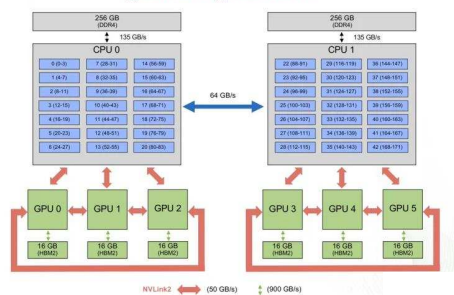 256 GB
(DDR4)
135 GB/s
CPU 0
0 (0-3) 7 (28-31) 14 (56-59)
1 (4-7) 8 (32-35) 15 (60-63)
2 (8-11) 9 (36-39) 16 (64-67)
3 (12-15) 10 (40-43) 17 (68-71)
4 (16-19) 11 (44-47) 18 (72-75)
5 (20-23) 12 (48-51) 19 (76-79)
6 (24-27) 13 (52-55) 20 (80-83)
64 GB/s
256 GB
(DDR4)
135 GB/s
CPU 1
22 (88-91) 29 (116-119) 36 (144-147)
23 (92-95) 30 (120-123) 37 (148-151)
24 (96-99) 31 (124-127) 38 (152-155)
25 (100-103) 32 (128-131) 39 (156-159)
26 (104-107) 33 (132-135) 40 (160-163)
27 (108-111) 34 (136-139) 41 (164-167)
28 (112-115) 35 (140-143) 42 (168-171)
GPU 0 GPU 1 GPU 2
16 GB 16 GB 16 GB
(HBM2) (HBM2) (HBM2)
GPU 3 GPU 4 GPU 5
16 GB 16 GB 16 GB
(HBM2) (HBM2) (HBM2)
NVLink2 (50 GB/s) (900 GB/s)